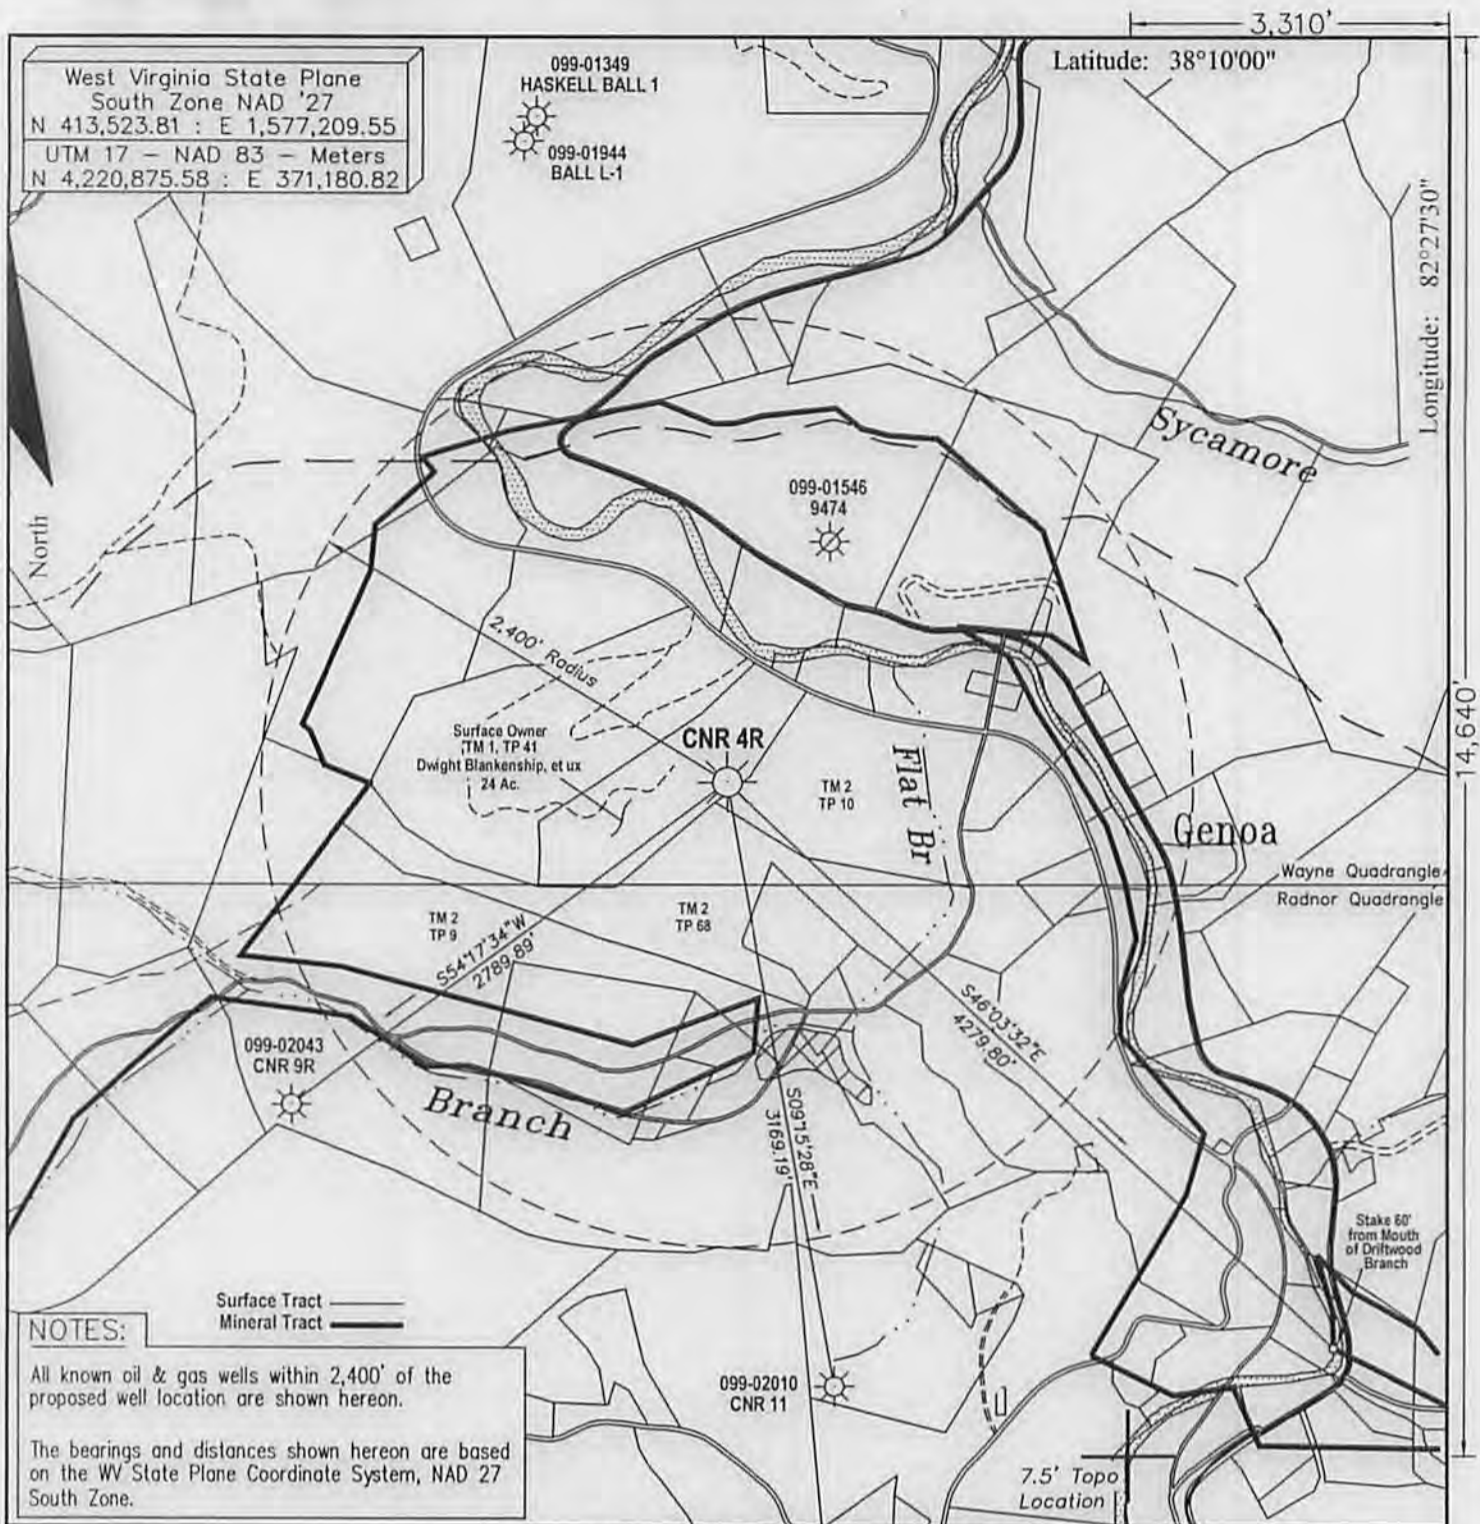 3,310'
Latitude: 38°10'00"
West Virginia State Plane
South Zone NAD '27
N 413,523.81 : E 1,577,209.55
UTM 17 – NAD 83 – Meters
N 4,220,875.58 : E 371,180.82
099-01349
HASKELL BALL 1
099-01944
BALL L-1
Longitude: 82°27'30"
Sycamore
North
099-01546
9474
2,400' Radius
14,640'
Surface Owner
TM 1, TP 41
Dwight Blankenship, et ux
24 Ac.
CNR 4R
TM 2
TP 10
Flat Br
Genoa
Wayne Quadrangle
Radnor Quadrangle
TM 2
TP 9
TM 2
TP 68
S54°17'34"W
2789.89'
S46°03'32"E
4279.80'
099-02043
CNR 9R
Branch
S09°15'28"E
3169.19'
Stake 60'
from Mouth
of Driftwood
Branch
Surface Tract
Mineral Tract
NOTES:
All known oil & gas wells within 2,400' of the
proposed well location are shown hereon.
The bearings and distances shown hereon are based
on the WV State Plane Coordinate System, NAD 27
South Zone.
099-02010
CNR 11
7.5' Topo
Location